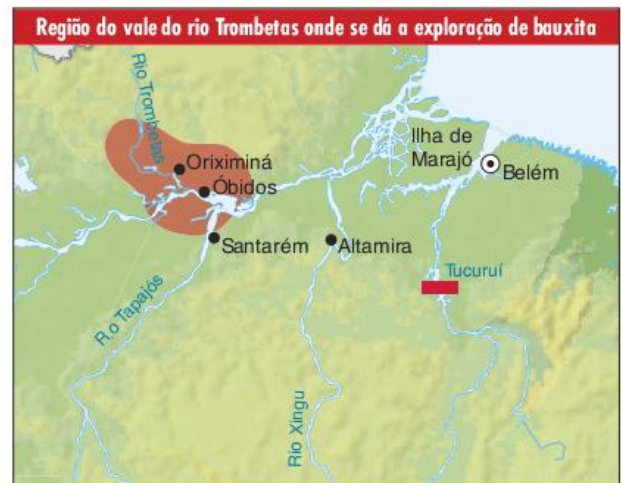 Região do vale do rio Trombetas onde se dá a exploração de bauxita
Rio Trombetas
Oriximiná
Óbidos
Santarém
Altamira
Ilha de
Marajó
Belém
Tucuruí
R.o Tapajós
Rio Xingu